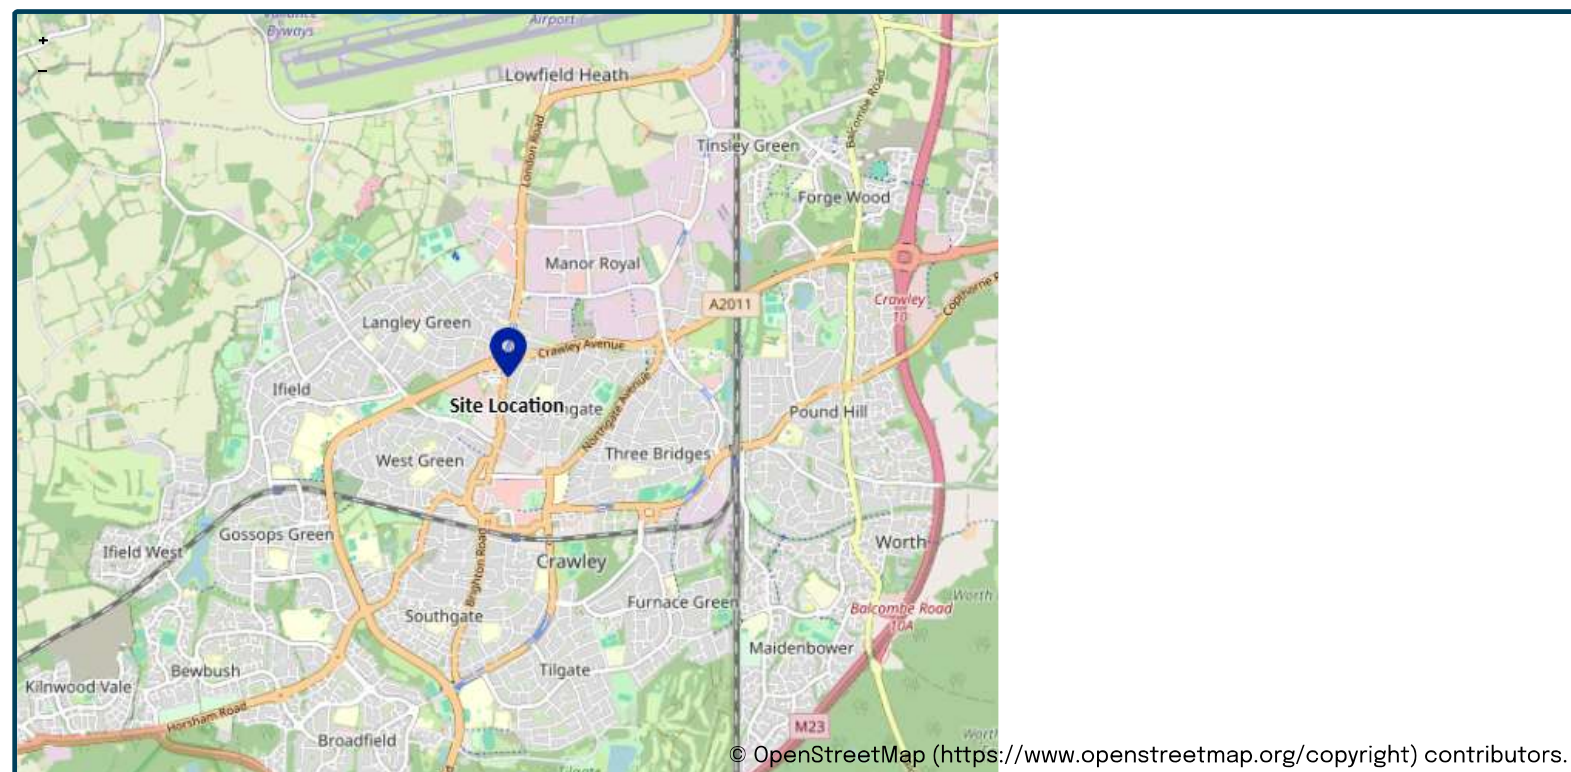 Airport
Byways
+
−
Lowfield Heath
Balcombe Road
London Road
Tinsley Green
Forge Wood
Manor Royal
Crawley
10
Copthorne R
A2011
Langley Green
Crawley Avenue
Ifield
Site Location
ngate
Northgate Avenue
Pound Hill
West Green
Three Bridges
Gossops Green
Ifield West
Worth
Crawley
Brighton Road
Worth
Furnace Green
Balcombe Road
10A
Southgate
Maidenbower
Bewbush
Tilgate
Kilnwood Vale
Horsham Road
M23
Broadfield
Worth
© OpenStreetMap (https://www.openstreetmap.org/copyright) contributors.